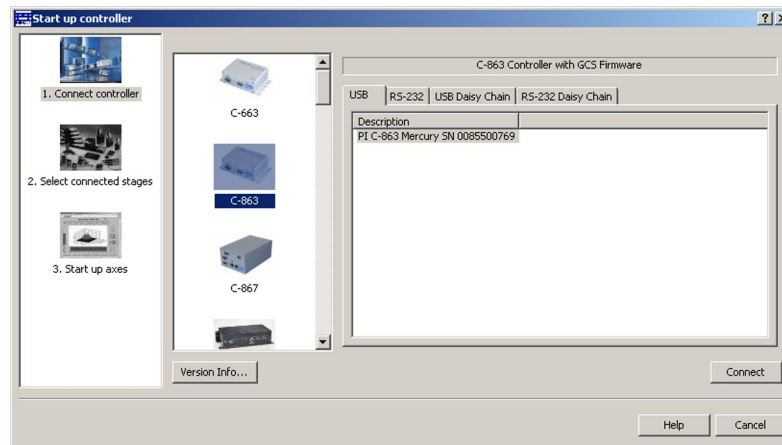 Start up controller
1. Connect controller
2. Select connected stages
3. Start up axes
C-663
C-863
C-867
C-863 Controller with GCS Firmware
USB RS-232 USB Daisy Chain RS-232 Daisy Chain
Description
PI C-863 Mercury SN 0085500769
Version Info...
Connect
Help Cancel